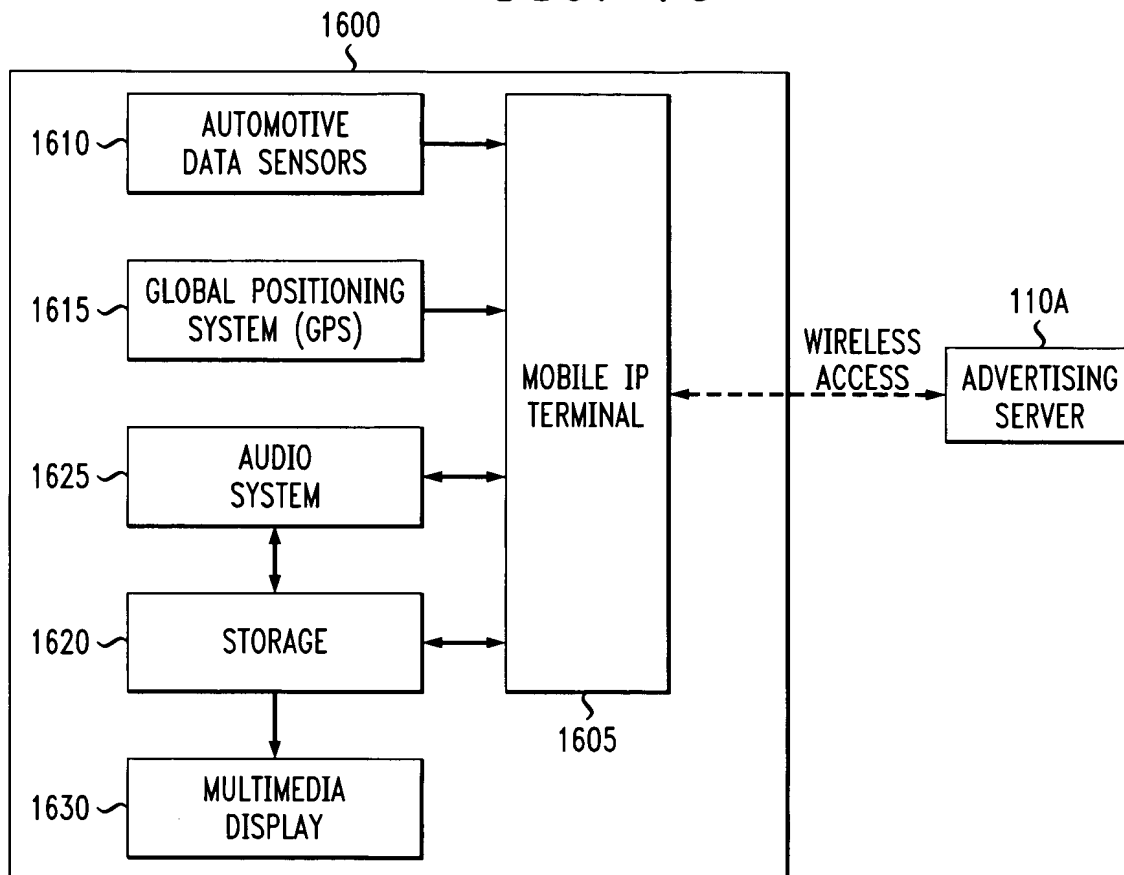 1600
1610
AUTOMOTIVE
DATA SENSORS
1615
GLOBAL POSITIONING
SYSTEM (GPS)
110A
WIRELESS
ACCESS
MOBILE IP
TERMINAL
ADVERTISING
SERVER
1625
AUDIO
SYSTEM
1620
STORAGE
1605
1630
MULTIMEDIA
DISPLAY